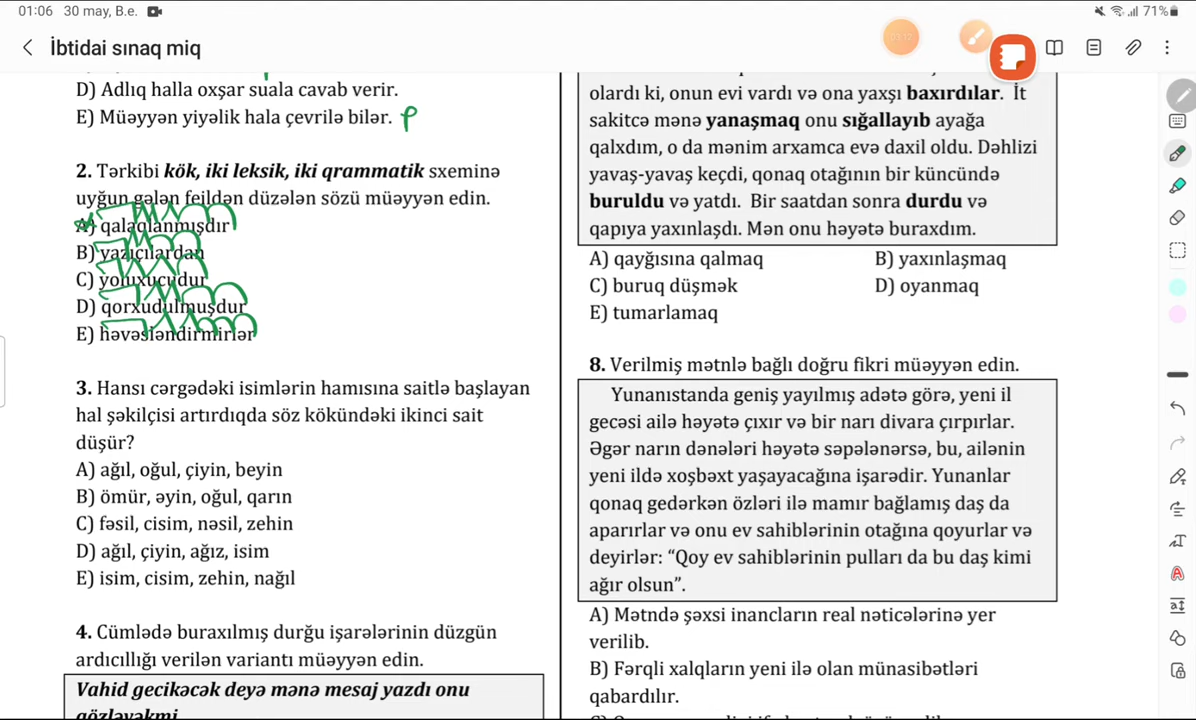 01:06 30 may, B.e. 71%
İbtidai sınaq miq
03:12
D) Adlıq halla oxşar suala cavab verir.
E) Müəyyən yiyəlik hala çevrilə bilər. P
2. Tərkibi kök, iki leksik, iki qrammatik sxeminə
uyğun gələn feildən düzələn sözü müəyyən edin.
A) qalaqlanmışdır
B) yazıçılardan
C) yoluxucudur
D) qorxudulmuşdur
E) həvəsləndirmirlər
3. Hansı cərgədəki isimlərin hamısına saitlə başlayan
hal şəkilçisi artırdıqda söz kökündəki ikinci sait
düşür?
A) ağıl, oğul, çiyin, beyin
B) ömür, əyin, oğul, qarın
C) fəsil, cisim, nəsil, zehin
D) ağıl, çiyin, ağız, isim
E) isim, cisim, zehin, nağıl
4. Cümlədə buraxılmış durğu işarələrinin düzgün
ardıcıllığı verilən variantı müəyyən edin.
Vahid gecikəcək deyə mənə mesaj yazdı onu
gözləyəkmi
olardı ki, onun evi vardı və ona yaxşı baxırdılar. İt
sakitcə mənə yanaşmaq onu sığallayıb ayağa
qalxdım, o da mənim arxamca evə daxil oldu. Dəhlizi
yavaş-yavaş keçdi, qonaq otağının bir küncündə
buruldu və yatdı. Bir saatdan sonra durdu və
qapıya yaxınlaşdı. Mən onu həyətə buraxdım.
A) qayğısına qalmaq B) yaxınlaşmaq
C) buruq düşmək D) oyanmaq
E) tumarlamaq
8. Verilmiş mətnlə bağlı doğru fikri müəyyən edin.
Yunanıstanda geniş yayılmış adətə görə, yeni il
gecəsi ailə həyətə çıxır və bir narı divara çırpırlar.
Əgər narın dənələri həyətə səpələnərsə, bu, ailənin
yeni ildə xoşbəxt yaşayacağına işarədir. Yunanlar
qonaq gedərkən özləri ilə mamır bağlamış daş da
aparırlar və onu ev sahiblərinin otağına qoyurlar və
deyirlər: “Qoy ev sahiblərinin pulları da bu daş kimi
ağır olsun”.
A) Mətndə şəxsi inancların real nəticələrinə yer
verilib.
B) Fərqli xalqların yeni ilə olan münasibətləri
qabardılır.